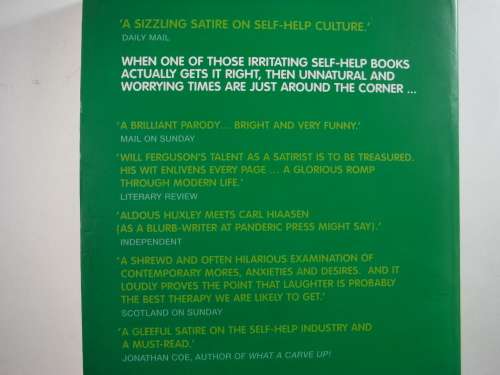 'A SIZZLING SATIRE ON SELF-HELP CULTURE.'
DAILY MAIL
WHEN ONE OF THOSE IRRITATING SELF-HELP BOOKS
ACTUALLY GETS IT RIGHT, THEN UNNATURAL AND
WORRYING TIMES ARE JUST AROUND THE CORNER ...
'A BRILLIANT PARODY... BRIGHT AND VERY FUNNY.'
MAIL ON SUNDAY
'WILL FERGUSON'S TALENT AS A SATIRIST IS TO BE TREASURED.
HIS WIT ENLIVENS EVERY PAGE ... A GLORIOUS ROMP
THROUGH MODERN LIFE.'
LITERARY REVIEW
'ALDOUS HUXLEY MEETS CARL HIAASEN
(AS A BLURB-WRITER AT PANDERIC PRESS MIGHT SAY).'
INDEPENDENT
'A SHREWD AND OFTEN HILARIOUS EXAMINATION OF
CONTEMPORARY MORES, ANXIETIES AND DESIRES. AND IT
LOUDLY PROVES THE POINT THAT LAUGHTER IS PROBABLY
THE BEST THERAPY WE ARE LIKELY TO GET.'
SCOTLAND ON SUNDAY
'A GLEEFUL SATIRE ON THE SELF-HELP INDUSTRY AND
A MUST-READ.'
JONATHAN COE, AUTHOR OF WHAT A CARVE UP!